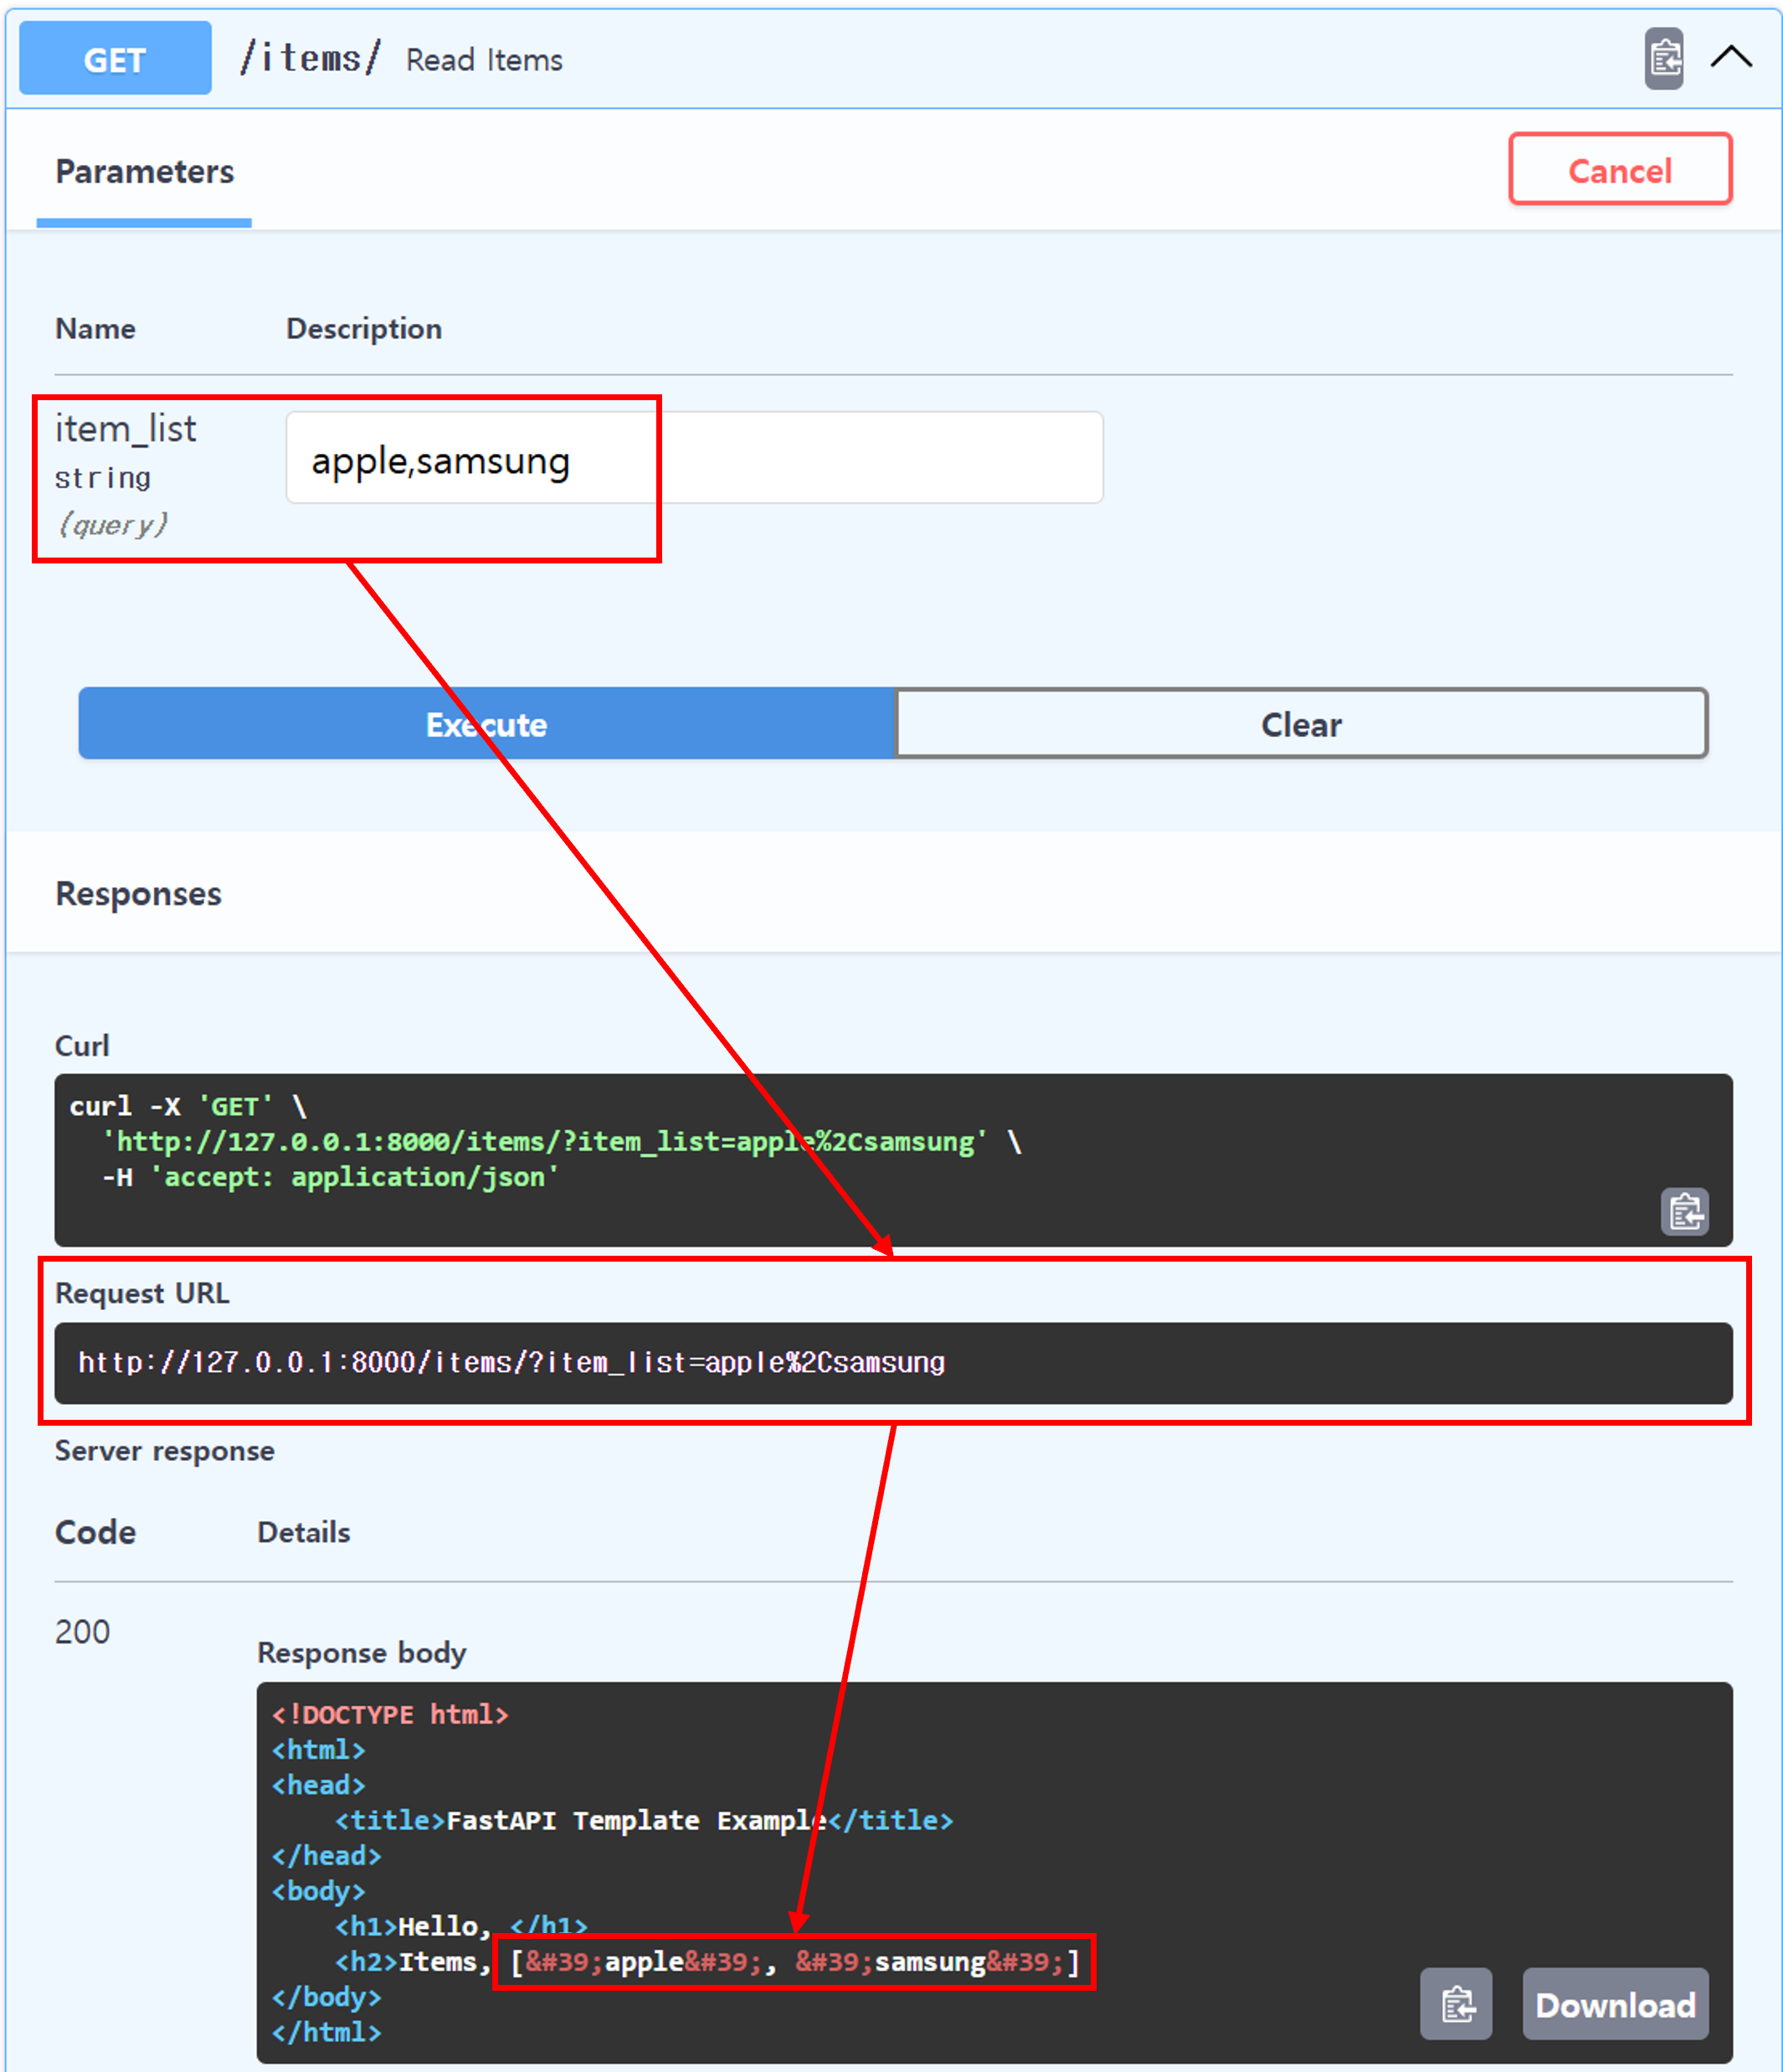 GET /items/ Read Items
Parameters
Cancel
Name Description
item_list
string
(query)
apple,samsung
Execute
Clear
Responses
Curl
curl -X 'GET' \
'http://127.0.0.1:8000/items/?item_list=apple%2Csamsung' \
-H 'accept: application/json'
Request URL
http://127.0.0.1:8000/items/?item_list=apple%2Csamsung
Server response
Code Details
200
Response body
<!DOCTYPE html>
<html>
<head>
<title>FastAPI Template Example</title>
</head>
<body>
<h1>Hello, </h1>
<h2>Items, [&#39;apple&#39;, &#39;samsung&#39;]
</body>
</html>
Download